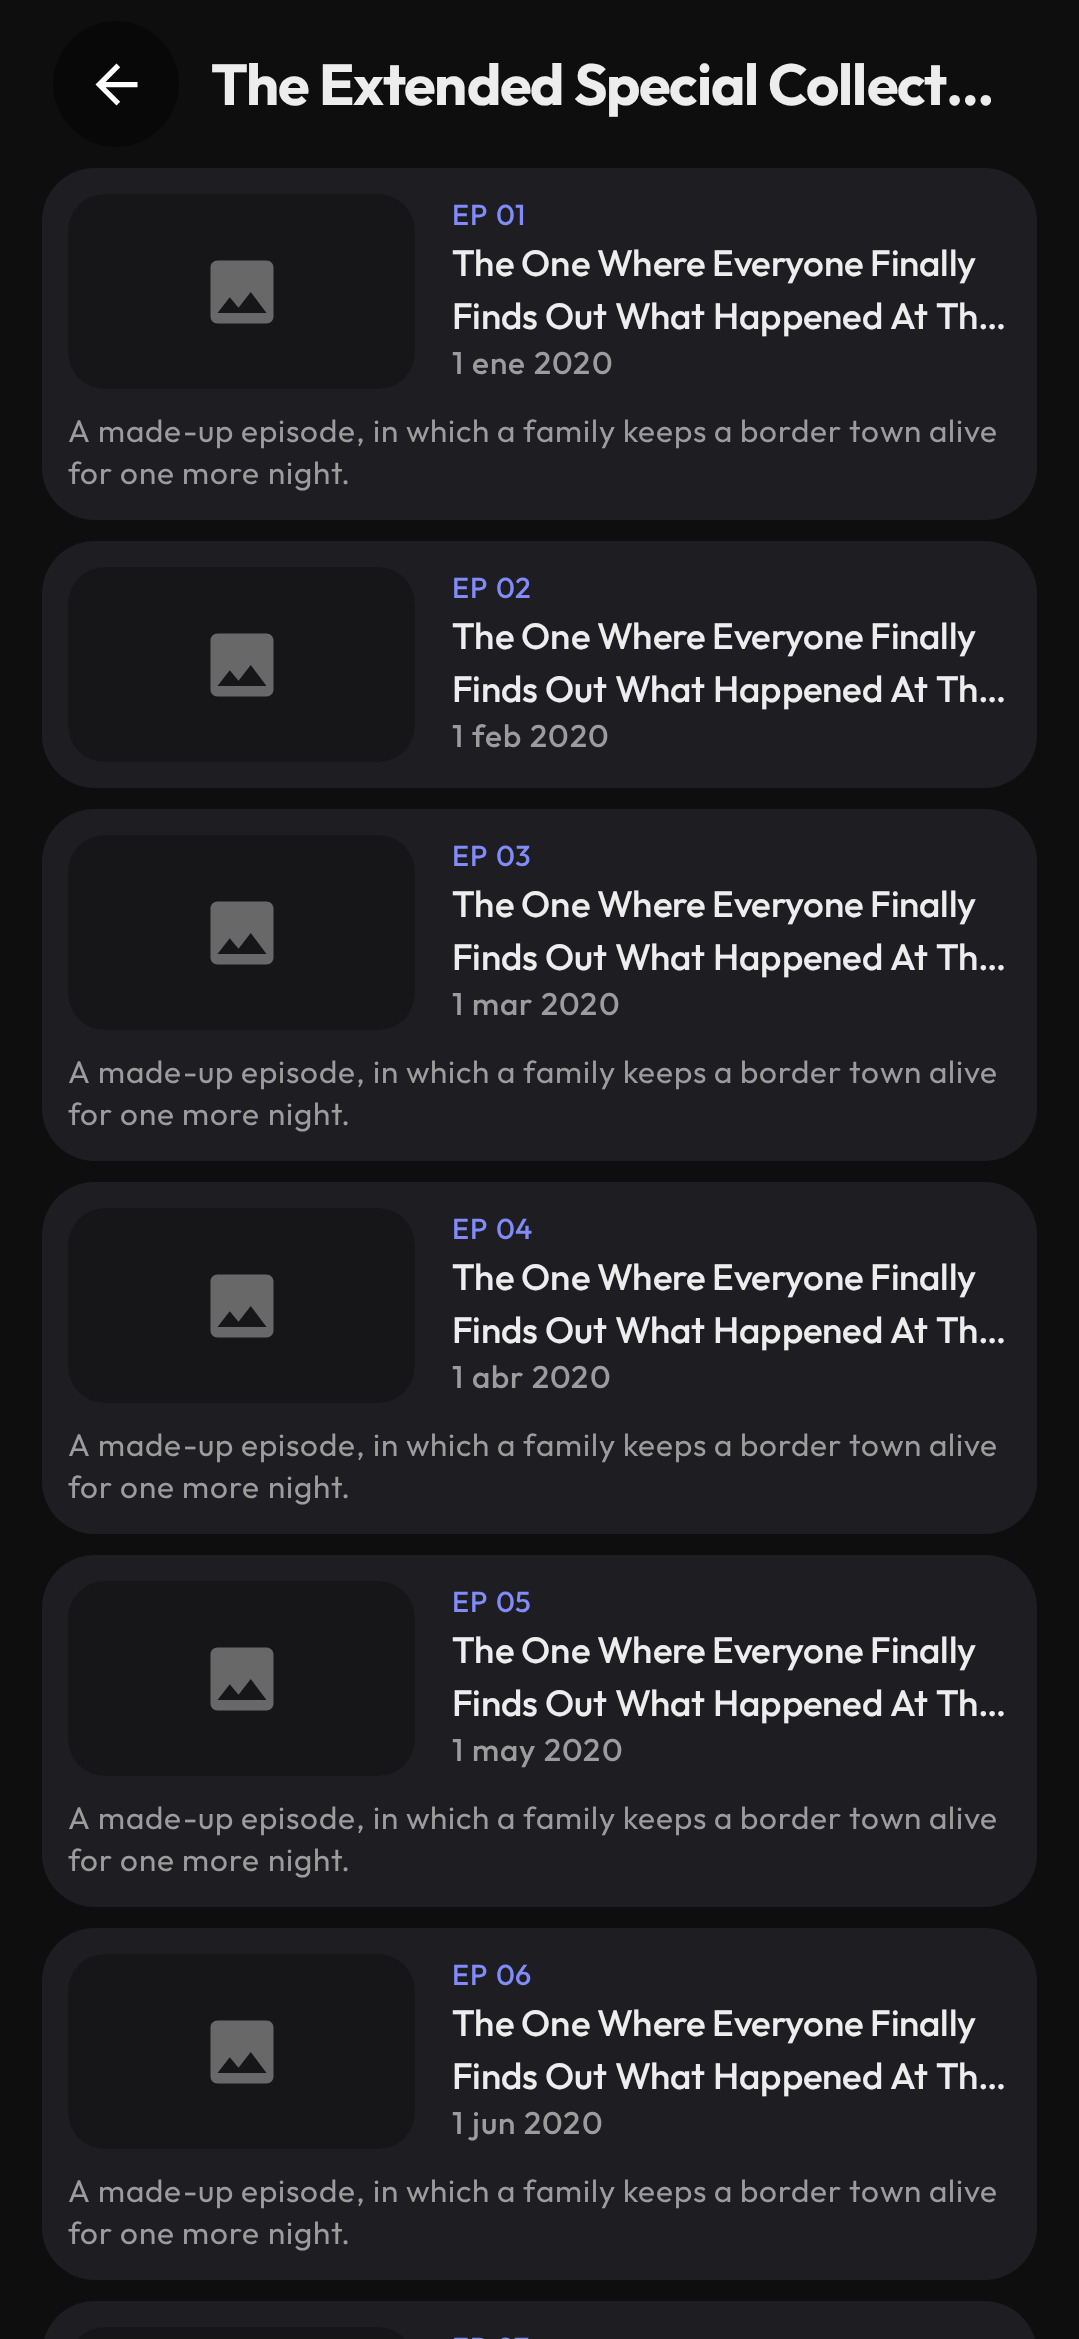 The Extended Special Collect...
EP 01
The One Where Everyone Finally
Finds Out What Happened At Th...
1 ene 2020
A made-up episode, in which a family keeps a border town alive
for one more night.
EP 02
The One Where Everyone Finally
Finds Out What Happened At Th...
1 feb 2020
EP 03
The One Where Everyone Finally
Finds Out What Happened At Th...
1 mar 2020
A made-up episode, in which a family keeps a border town alive
for one more night.
EP 04
The One Where Everyone Finally
Finds Out What Happened At Th...
1 abr 2020
A made-up episode, in which a family keeps a border town alive
for one more night.
EP 05
The One Where Everyone Finally
Finds Out What Happened At Th...
1 may 2020
A made-up episode, in which a family keeps a border town alive
for one more night.
EP 06
The One Where Everyone Finally
Finds Out What Happened At Th...
1 jun 2020
A made-up episode, in which a family keeps a border town alive
for one more night.